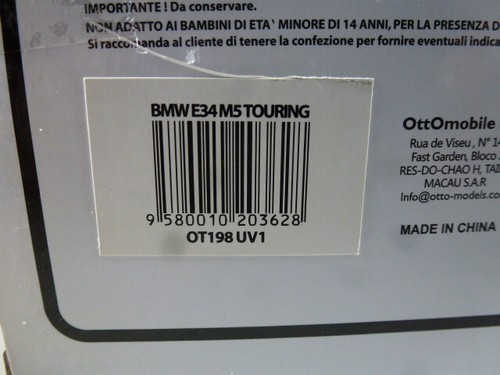 IMPORTANTE ! Da conservare.
NON ADATTO AI BAMBINI DI ETA' MINORE DI 14 ANNI, PER LA PRESENZA D
Si raccomanda al cliente di tenere la confezione per fornire eventuali indica
BMW E34 M5 TOURING
9 580010 203628
OT198 UV1
OttOmobile
Rua de Viseu , N° 14
Fast Garden, Bloco
RES-DO-CHAO H, TAI
MACAU S.A.R
Info@otto-models.co
MADE IN CHINA